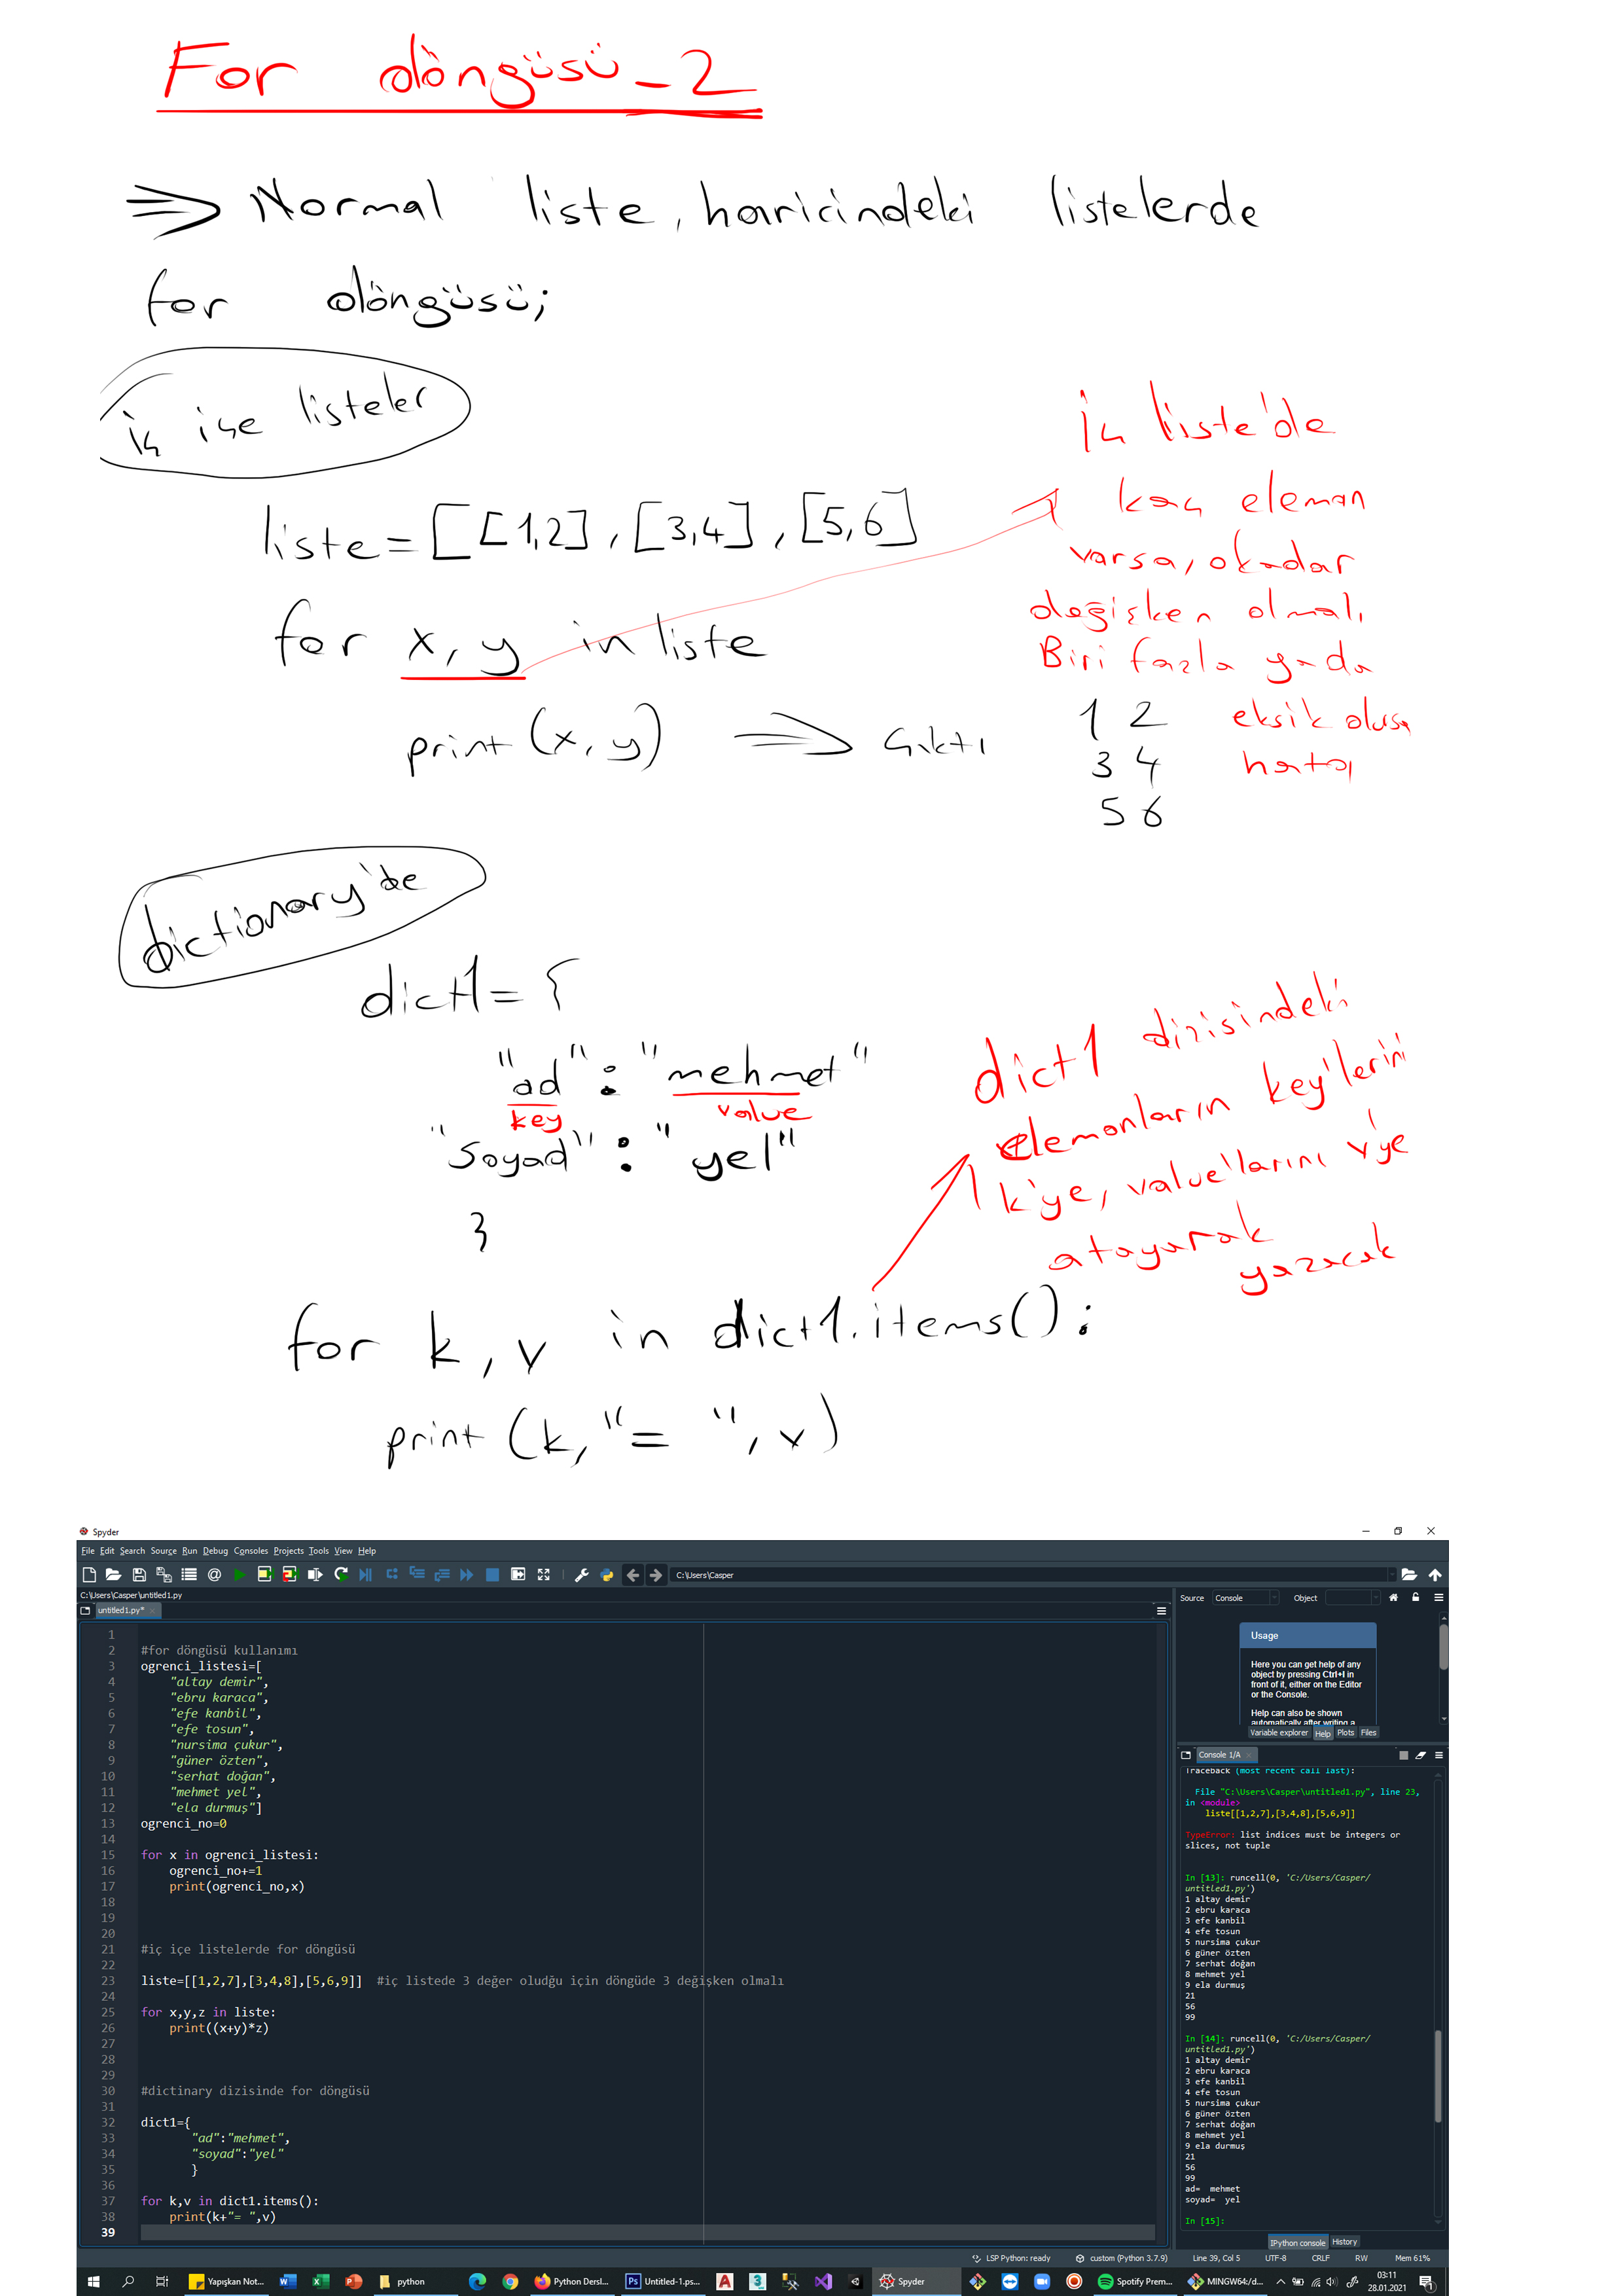 For döngüsü-2
=> Normal liste, haricindeki listelerde
for döngüsü;
iç içe listeler
liste=[[1,2],[3,4],[5,6]
for x,y in liste
print(x,y) => Çıktı
1 2
3 4
5 6
İç liste'de
kaç eleman
varsa, okadar
değişken olmalı
Biri fazla yada
eksik olursa
hata
dictionary'de
dict1={
"ad":"mehmet"
key value
"soyad":"yel"
}
dict1 dizisindeki
elemanların key'lerini
k'ye, value'larını v'ye
atayarak
yazacak
for k,v in dict1.items():
print(k,"= ",v)
Spyder
File Edit Search Source Run Debug Consoles Projects Tools View Help
C:\Users\Casper
C:\Users\Casper\untitled1.py
untitled1.py*
1
2 #for döngüsü kullanımı
3 ogrenci_listesi=[
4 "altay demir",
5 "ebru karaca",
6 "efe kanbil",
7 "efe tosun",
8 "nursima çukur",
9 "güner özten",
10 "serhat doğan",
11 "mehmet yel",
12 "ela durmuş"]
13 ogrenci_no=0
14
15 for x in ogrenci_listesi:
16 ogrenci_no+=1
17 print(ogrenci_no,x)
18
19
20
21 #iç içe listelerde for döngüsü
22
23 liste=[[1,2,7],[3,4,8],[5,6,9]] #iç listede 3 değer oludğu için döngüde 3 değişken olmalı
24
25 for x,y,z in liste:
26 print((x+y)*z)
27
28
29
30 #dictinary dizisinde for döngüsü
31
32 dict1={
33 "ad":"mehmet",
34 "soyad":"yel"
35 }
36
37 for k,v in dict1.items():
38 print(k+"= ",v)
39
Source Console Object
Usage
Here you can get help of any
object by pressing Ctrl+I in
front of it, either on the Editor
or the Console.
Help can also be shown
automatically after writing a
Variable explorer Help Plots Files
Console 1/A
Traceback (most recent call last):
File "C:\Users\Casper\untitled1.py", line 23,
in <module>
liste[[1,2,7],[3,4,8],[5,6,9]]
TypeError: list indices must be integers or
slices, not tuple
In [13]: runcell(0, 'C:/Users/Casper/
untitled1.py')
1 altay demir
2 ebru karaca
3 efe kanbil
4 efe tosun
5 nursima çukur
6 güner özten
7 serhat doğan
8 mehmet yel
9 ela durmuş
21
56
99
In [14]: runcell(0, 'C:/Users/Casper/
untitled1.py')
1 altay demir
2 ebru karaca
3 efe kanbil
4 efe tosun
5 nursima çukur
6 güner özten
7 serhat doğan
8 mehmet yel
9 ela durmuş
21
56
99
ad= mehmet
soyad= yel
In [15]:
IPython console History
LSP Python: ready custom (Python 3.7.9) Line 39, Col 5 UTF-8 CRLF RW Mem 61%
Yapışkan Not... python Python Dersl... Untitled-1.ps... Spyder Spotify Prem... MINGW64:/d... 03:11
28.01.2021